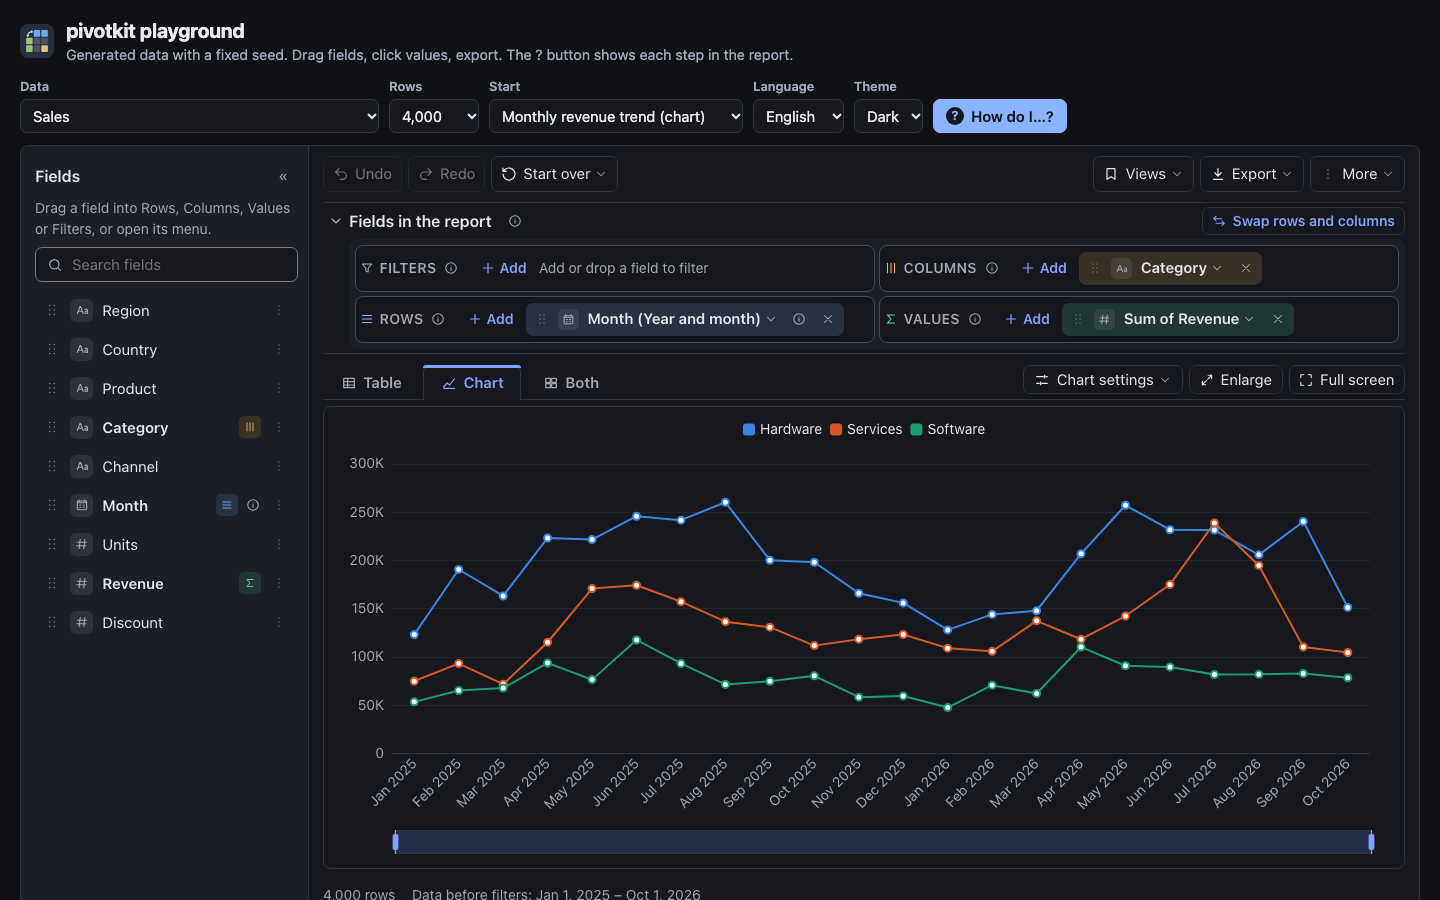 pivotkit playground
Generated data with a fixed seed. Drag fields, click values, export. The ? button shows each step in the report.
Data
Rows
Start
Language
Theme
Sales
4,000
Monthly revenue trend (chart)
English
Dark
? How do I...?
Fields
«
Drag a field into Rows, Columns, Values
or Filters, or open its menu.
Search fields
Aa Region
Aa Country
Aa Product
Aa Category
Aa Channel
Month
# Units
# Revenue Σ
# Discount
Undo
Redo
Start over
Views
Export
More
Fields in the report
Swap rows and columns
FILTERS
+ Add
Add or drop a field to filter
COLUMNS
+ Add
Aa Category
ROWS
+ Add
Month (Year and month)
Σ VALUES
+ Add
# Sum of Revenue
Table
Chart
Both
Chart settings
Enlarge
Full screen
Hardware
Services
Software
300K
250K
200K
150K
100K
50K
0
Jan 2025
Feb 2025
Mar 2025
Apr 2025
May 2025
Jun 2025
Jul 2025
Aug 2025
Sep 2025
Oct 2025
Nov 2025
Dec 2025
Jan 2026
Feb 2026
Mar 2026
Apr 2026
May 2026
Jun 2026
Jul 2026
Aug 2026
Sep 2026
Oct 2026
4,000 rows
Data before filters: Jan 1, 2025 – Oct 1, 2026